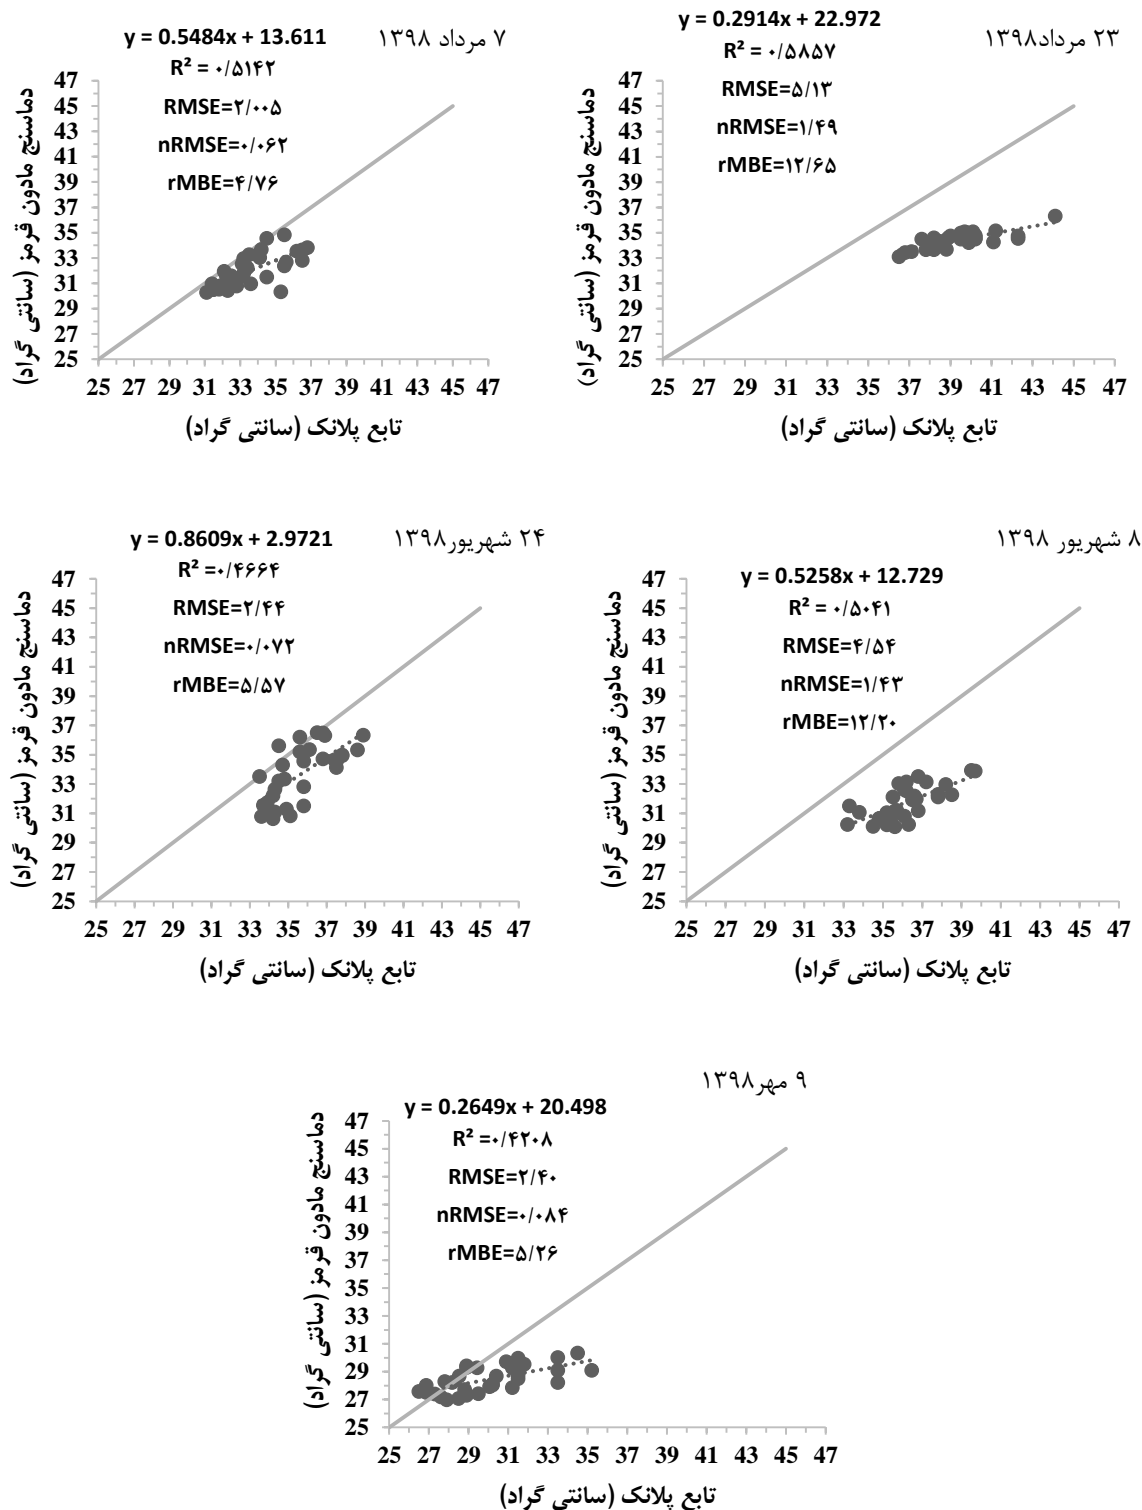 ۷ مرداد ۱۳۹۸
y = 0.5484x + 13.611
R² = ۰/۵۱۴۲
RMSE=۲/۰۰۵
nRMSE=۰/۰۶۲
rMBE=۴/۷۶
دماسنج مادون قرمز (سانتی گراد)
47
45
43
41
39
37
35
33
31
29
27
25
25 27 29 31 33 35 37 39 41 43 45 47
تابع پلانک (سانتی گراد)
۲۳ مرداد۱۳۹۸
y = 0.2914x + 22.972
R² = ۰/۵۸۵۷
RMSE=۵/۱۳
nRMSE=۱/۴۹
rMBE=۱۲/۶۵
دماسنج مادون قرمز (سانتی گراد)
47
45
43
41
39
37
35
33
31
29
27
25
25 27 29 31 33 35 37 39 41 43 45 47
تابع پلانک (سانتی گراد)
۲۴ شهریور۱۳۹۸
y = 0.8609x + 2.9721
R² =۰/۴۶۶۴
RMSE=۲/۴۴
nRMSE=۰/۰۷۲
rMBE=۵/۵۷
دماسنج مادون قرمز (سانتی گراد)
47
45
43
41
39
37
35
33
31
29
27
25
25 27 29 31 33 35 37 39 41 43 45 47
تابع پلانک (سانتی گراد)
۸ شهریور ۱۳۹۸
y = 0.5258x + 12.729
R² = ۰/۵۰۴۱
RMSE=۴/۵۴
nRMSE=۱/۴۳
rMBE=۱۲/۲۰
دماسنج مادون قرمز (سانتی گراد)
47
45
43
41
39
37
35
33
31
29
27
25
25 27 29 31 33 35 37 39 41 43 45 47
تابع پلانک (سانتی گراد)
۹ مهر۱۳۹۸
y = 0.2649x + 20.498
R² =۰/۴۲۰۸
RMSE=۲/۴۰
nRMSE=۰/۰۸۴
rMBE=۵/۲۶
دماسنج مادون قرمز (سانتی گراد)
47
45
43
41
39
37
35
33
31
29
27
25
25 27 29 31 33 35 37 39 41 43 45 47
تابع پلانک (سانتی گراد)